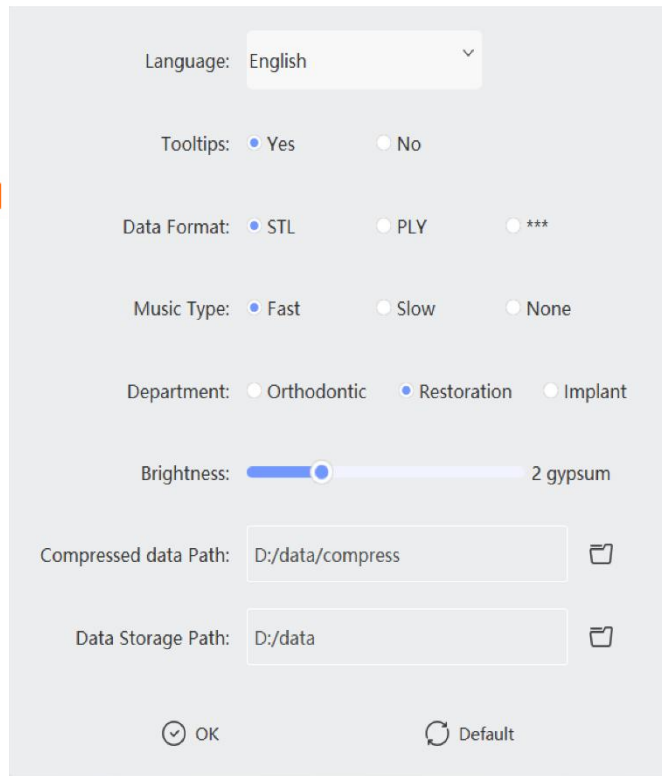 Language: English
Tooltips: Yes No
Data Format: STL PLY ***
Music Type: Fast Slow None
Department: Orthodontic Restoration Implant
Brightness: 2 gypsum
Compressed data Path: D:/data/compress
Data Storage Path: D:/data
OK Default